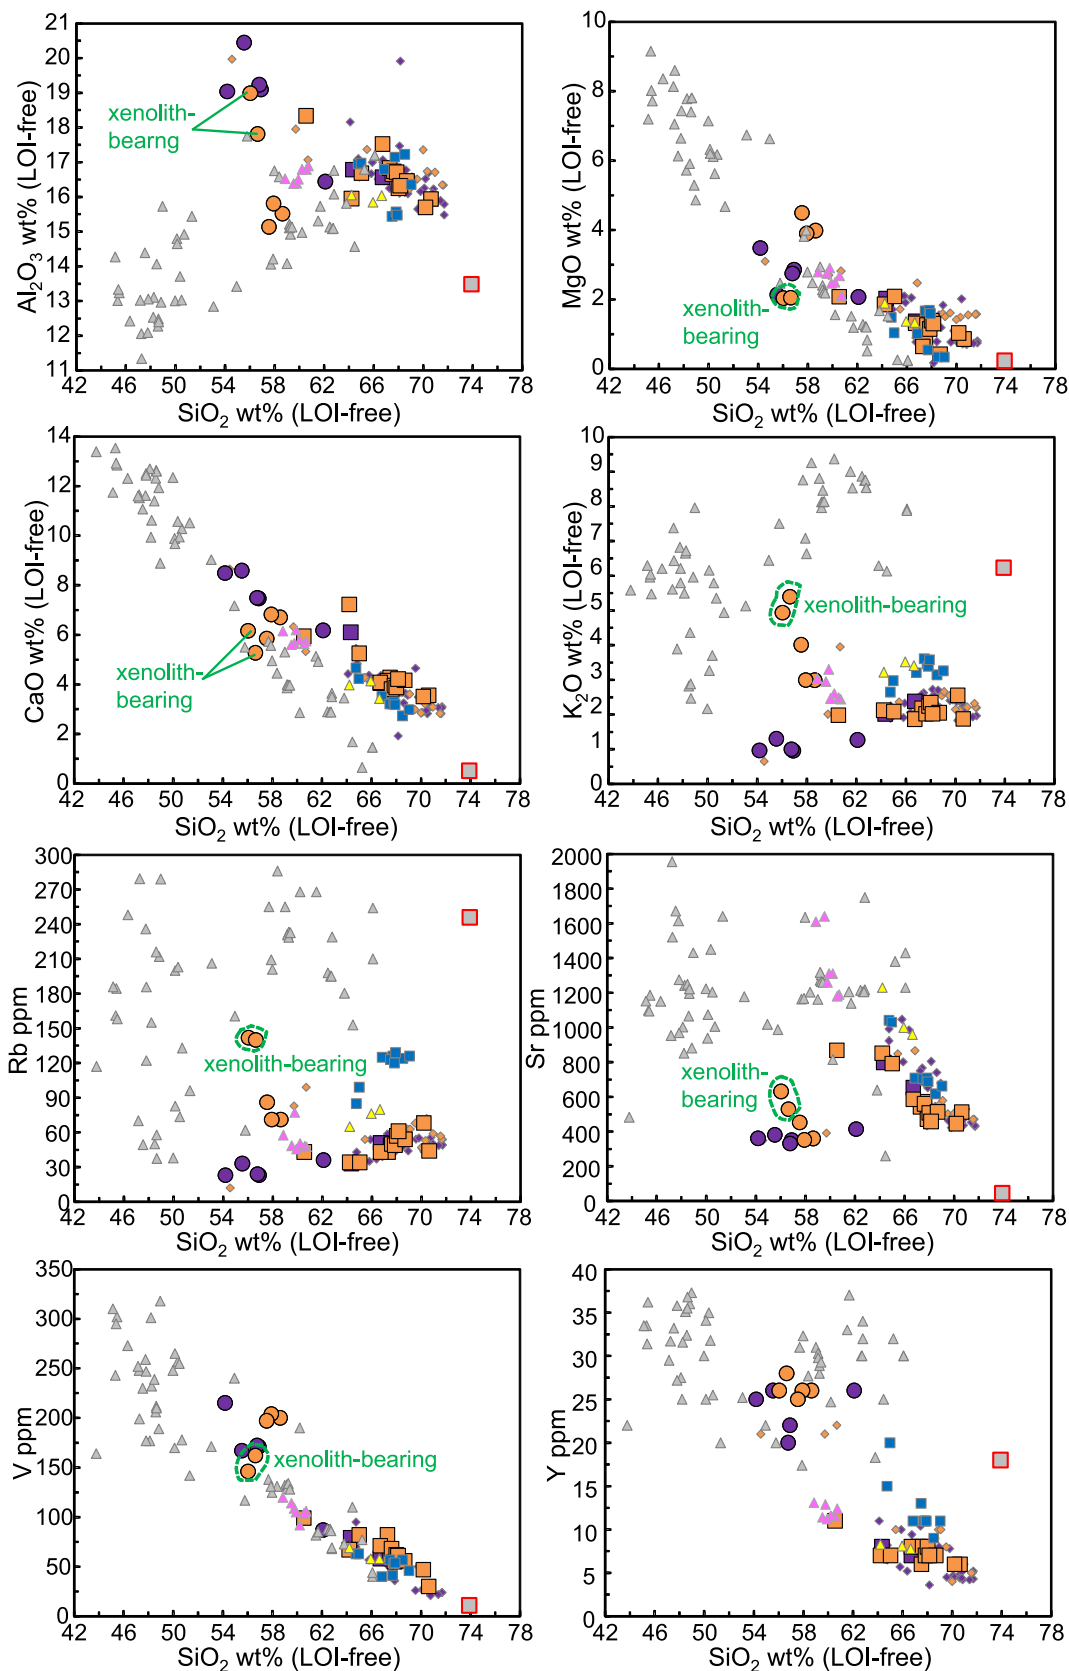 21
20
19
18
17
16
15
14
13
12
11
Al2O3 wt% (LOI-free)
xenolith-
bearng
42 46 50 54 58 62 66 70 74 78
SiO2 wt% (LOI-free)
10
8
6
4
2
0
MgO wt% (LOI-free)
xenolith-
bearing
42 46 50 54 58 62 66 70 74 78
SiO2 wt% (LOI-free)
14
12
10
8
6
4
2
0
CaO wt% (LOI-free)
xenolith-
bearing
42 46 50 54 58 62 66 70 74 78
SiO2 wt% (LOI-free)
10
9
8
7
6
5
4
3
2
1
0
K2O wt% (LOI-free)
xenolith-bearing
42 46 50 54 58 62 66 70 74 78
SiO2 wt% (LOI-free)
300
270
240
210
180
150
120
90
60
30
0
Rb ppm
xenolith-bearing
42 46 50 54 58 62 66 70 74 78
SiO2 wt% (LOI-free)
2000
1800
1600
1400
1200
1000
800
600
400
200
0
Sr ppm
xenolith-
bearing
42 46 50 54 58 62 66 70 74 78
SiO2 wt% (LOI-free)
350
300
250
200
150
100
50
0
V ppm
xenolith-bearing
42 46 50 54 58 62 66 70 74 78
SiO2 wt% (LOI-free)
40
35
30
25
20
15
10
5
0
Y ppm
42 46 50 54 58 62 66 70 74 78
SiO2 wt% (LOI-free)